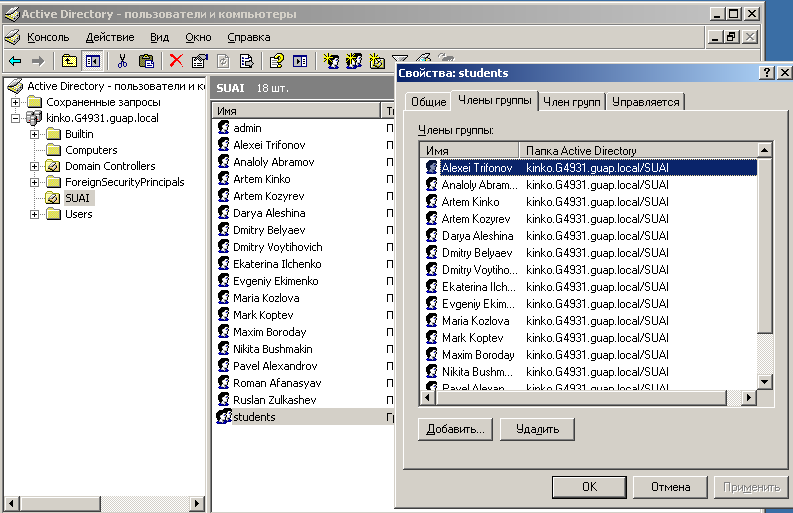 Active Directory - пользователи и компьютеры
Консоль Действие Вид Окно Справка
Active Directory - пользователи и к
Сохраненные запросы
kinko.G4931.guap.local
Builtin
Computers
Domain Controllers
ForeignSecurityPrincipals
SUAI
Users
SUAI 18 шт.
Имя
admin
Alexei Trifonov
Analoly Abramov
Artem Kinko
Artem Kozyrev
Darya Aleshina
Dmitry Belyaev
Dmitry Voytihovich
Ekaterina Ilchenko
Evgeniy Ekimenko
Maria Kozlova
Mark Koptev
Maxim Boroday
Nikita Bushmakin
Pavel Alexandrov
Roman Afanasyav
Ruslan Zulkashev
students
Свойства: students
Общие Члены группы Член групп Управляется
Члены группы:
Имя Папка Active Directory
Alexei Trifonov kinko.G4931.guap.local/SUAI
Analoly Abram... kinko.G4931.guap.local/SUAI
Artem Kinko kinko.G4931.guap.local/SUAI
Artem Kozyrev kinko.G4931.guap.local/SUAI
Darya Aleshina kinko.G4931.guap.local/SUAI
Dmitry Belyaev kinko.G4931.guap.local/SUAI
Dmitry Voytiho... kinko.G4931.guap.local/SUAI
Ekaterina Ilch... kinko.G4931.guap.local/SUAI
Evgeniy Ekim... kinko.G4931.guap.local/SUAI
Maria Kozlova kinko.G4931.guap.local/SUAI
Mark Koptev kinko.G4931.guap.local/SUAI
Maxim Boroday kinko.G4931.guap.local/SUAI
Nikita Bushm... kinko.G4931.guap.local/SUAI
Pavel Alexan... kinko.G4931.guap.local/SUAI
Добавить... Удалить
OK Отмена Применить